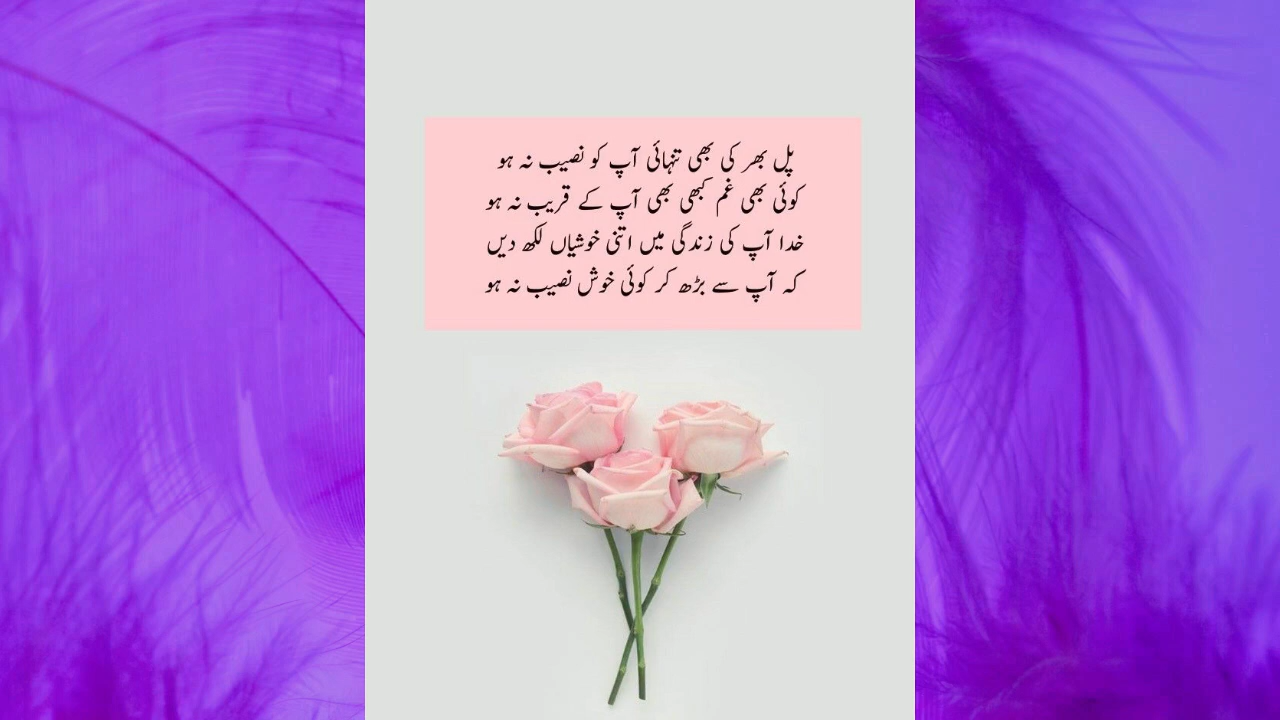 پل بھر کی بھی تنہائی آپ کو نصیب نہ ہو
کوئی بھی غم کبھی بھی آپ کے قریب نہ ہو
خدا آپ کی زندگی میں اتنی خوشیاں لکھ دیں
کہ آپ سے بڑھ کر کوئی خوش نصیب نہ ہو